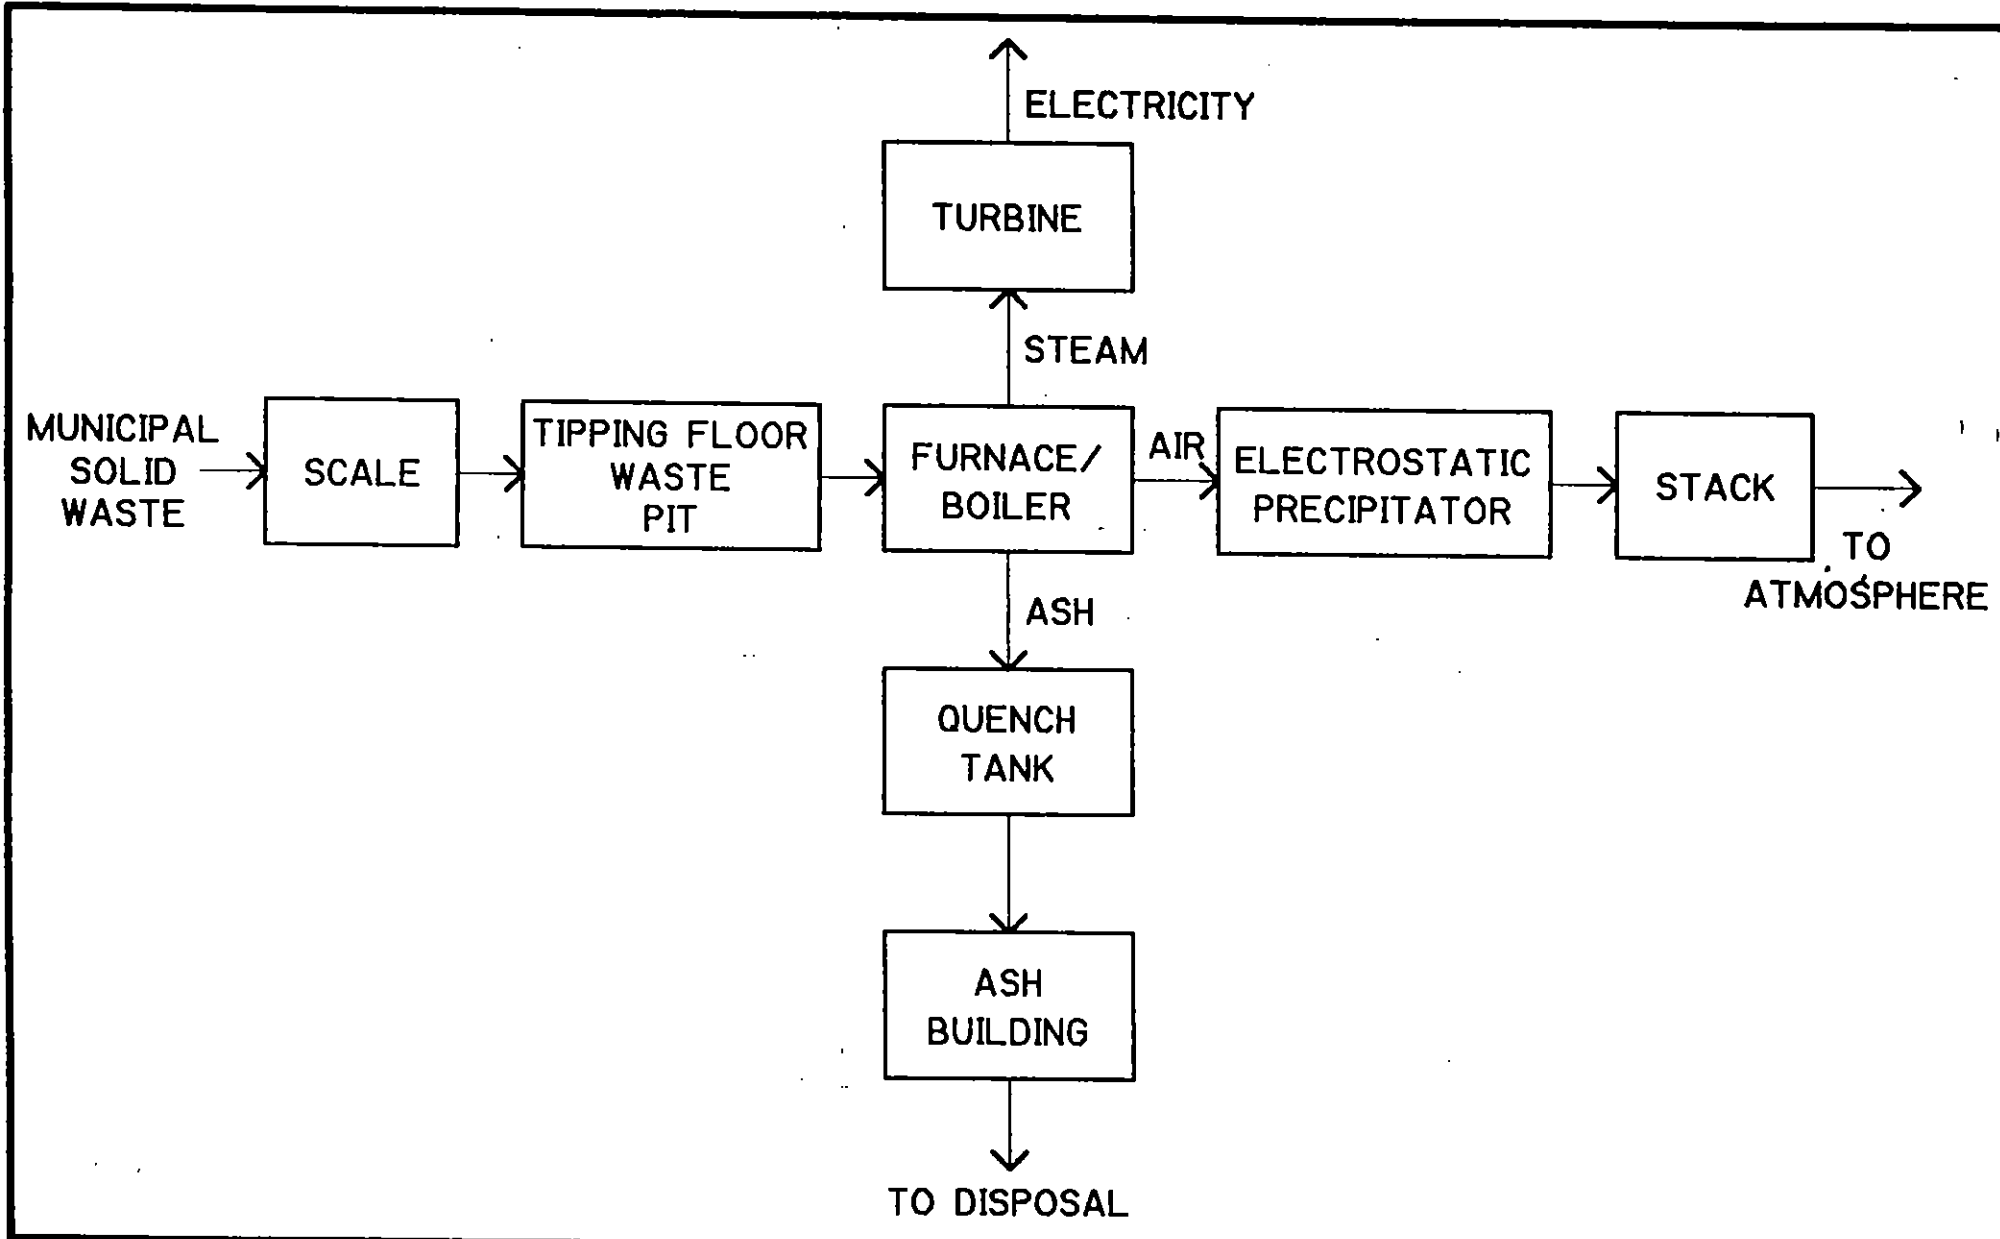 ELECTRICITY
TURBINE
STEAM
MUNICIPAL
SOLID
WASTE
SCALE
TIPPING FLOOR
WASTE
PIT
FURNACE/
BOILER
AIR
ELECTROSTATIC
PRECIPITATOR
STACK
TO
ATMOSPHERE
ASH
QUENCH
TANK
ASH
BUILDING
TO DISPOSAL